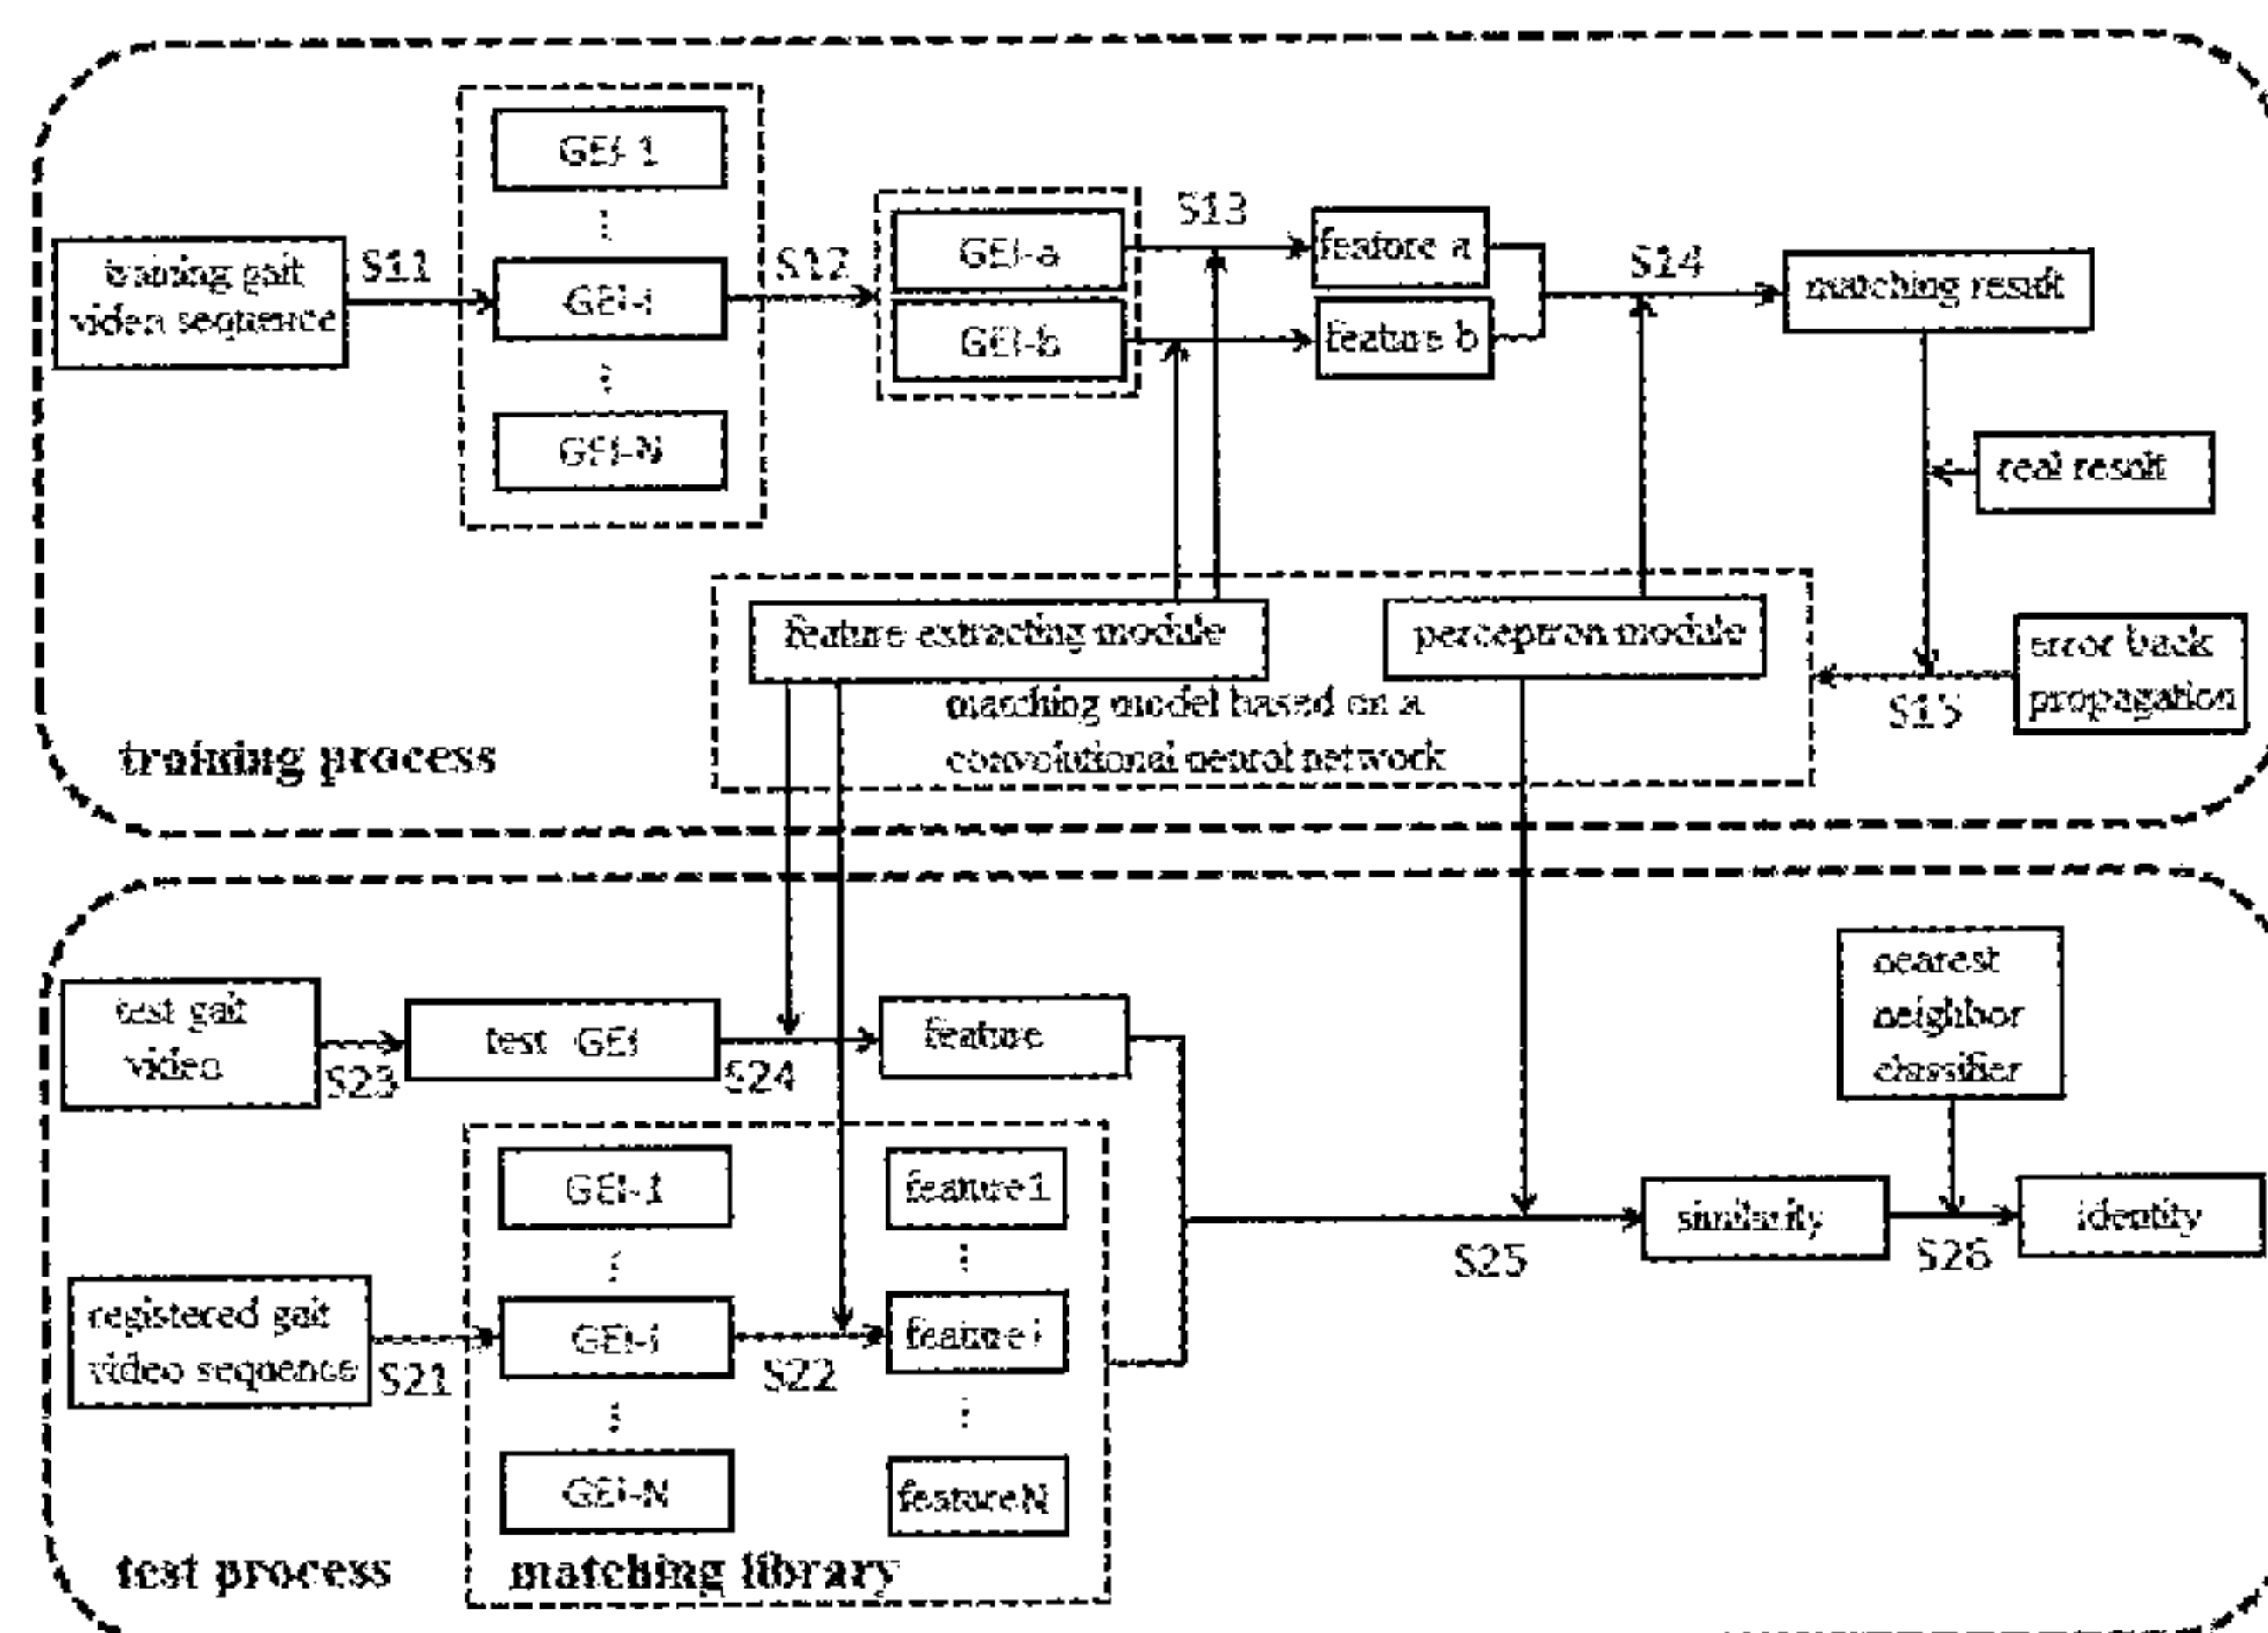 GEI-1
training gait
video sequence
S11
GEI-i
GEI-N
S12
GEI-a
GEI-b
S13
feature a
feature b
S14
matching result
real result
feature extracting module
perceptron module
matching model based on a
convolutional neural network
S15
error back
propagation
training process
test gait
video
S23
test GEI
S24
feature
nearest
neighbor
classifier
GEI-1
feature1
registered gait
video sequence
S21
GEI-i
S22
featurei
S25
similarity
S26
identity
GEI-N
featureN
test process
matching library